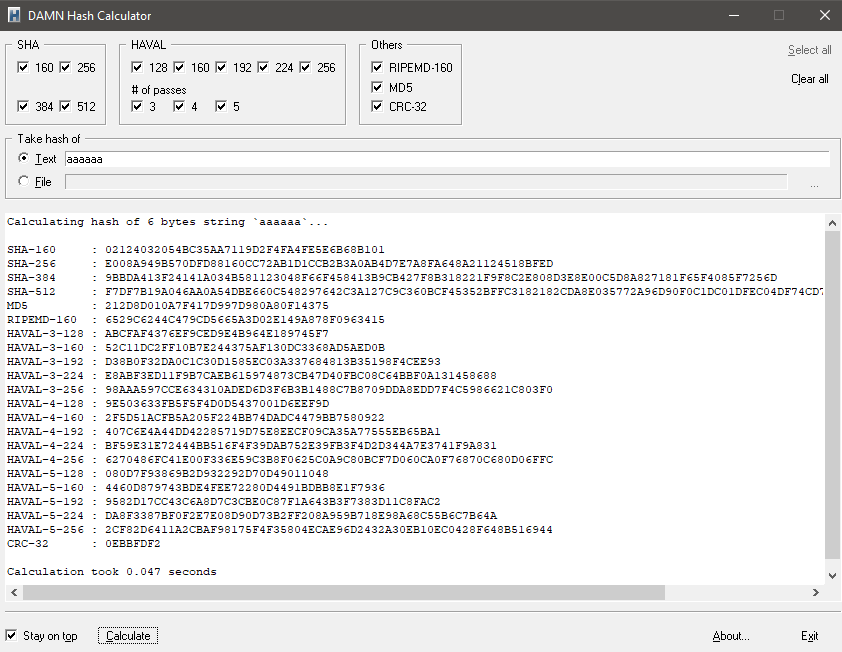 DAMN Hash Calculator
SHA
160 256
384 512
HAVAL
128 160 192 224 256
# of passes
3 4 5
Others
RIPEMD-160
MD5
CRC-32
Select all
Clear all
Take hash of
Text aaaaaa
File ...
Calculating hash of 6 bytes string `aaaaaa`...
SHA-160 : 02124032054BC35AA7119D2F4FA4FE5E6B68B101
SHA-256 : E008A949B570DFD88160CC72AB1D1CCB2B3A0AB4D7E7A8FA648A21124518BFED
SHA-384 : 9BBDA413F24141A034B581123048F66F458413B9CB427F8B318221F9F8C2E808D3E8E00C5D8A827181F65F4085F7256D
SHA-512 : F7DF7B19A046AA0A54DBE660C548297642C3A127C9C360BCF45352BFFC3182182CDA8E035772A96D90F0C1DC01DFEC04DF74CD7
MD5 : 212D8D010A7F417D997D980A80F14375
RIPEMD-160 : 6529C6244C479CD5665A3D02E149A878F0963415
HAVAL-3-128 : ABCFAF4376EF9CED9E4B964E189745F7
HAVAL-3-160 : 52C11DC2FF10B7E244375AF130DC3368AD5AED0B
HAVAL-3-192 : D38B0F32DA0C1C30D1585EC03A337684813B35198F4CEE93
HAVAL-3-224 : E8ABF3ED11F9B7CAEB615974873CB47D40FBC08C64BBF0A131458688
HAVAL-3-256 : 98AAA597CCE634310ADED6D3F6B3B1488C7B8709DDA8EDD7F4C5986621C803F0
HAVAL-4-128 : 9E503633FB5F5F4D0D5437001D6EEF9D
HAVAL-4-160 : 2F5D51ACFB5A205F224BB74DADC4479BB7580922
HAVAL-4-192 : 407C6E4A44DD42285719D75E8EECF09CA35A77555EB65BA1
HAVAL-4-224 : BF59E31E72444BB516F4F39DAB752E39FB3F4D2D344A7E3741F9A831
HAVAL-4-256 : 6270486FC41E00F336E59C3B8F0625C0A9C80BCF7D060CA0F76870C680D06FFC
HAVAL-5-128 : 080D7F93869B2D932292D70D49011048
HAVAL-5-160 : 4460D879743BDE4FEE72280D4491BDBB8E1F7936
HAVAL-5-192 : 9582D17CC43C6A8D7C3CBE0C87F1A643B3F7383D11C8FAC2
HAVAL-5-224 : DA8F3387BF0F2E7E08D90D73B2FF208A959B718E98A68C55B6C7B64A
HAVAL-5-256 : 2CF82D6411A2CBAF98175F4F35804ECAE96D2432A30EB10EC0428F648B516944
CRC-32 : 0EBBFDF2
Calculation took 0.047 seconds
Stay on top Calculate About... Exit